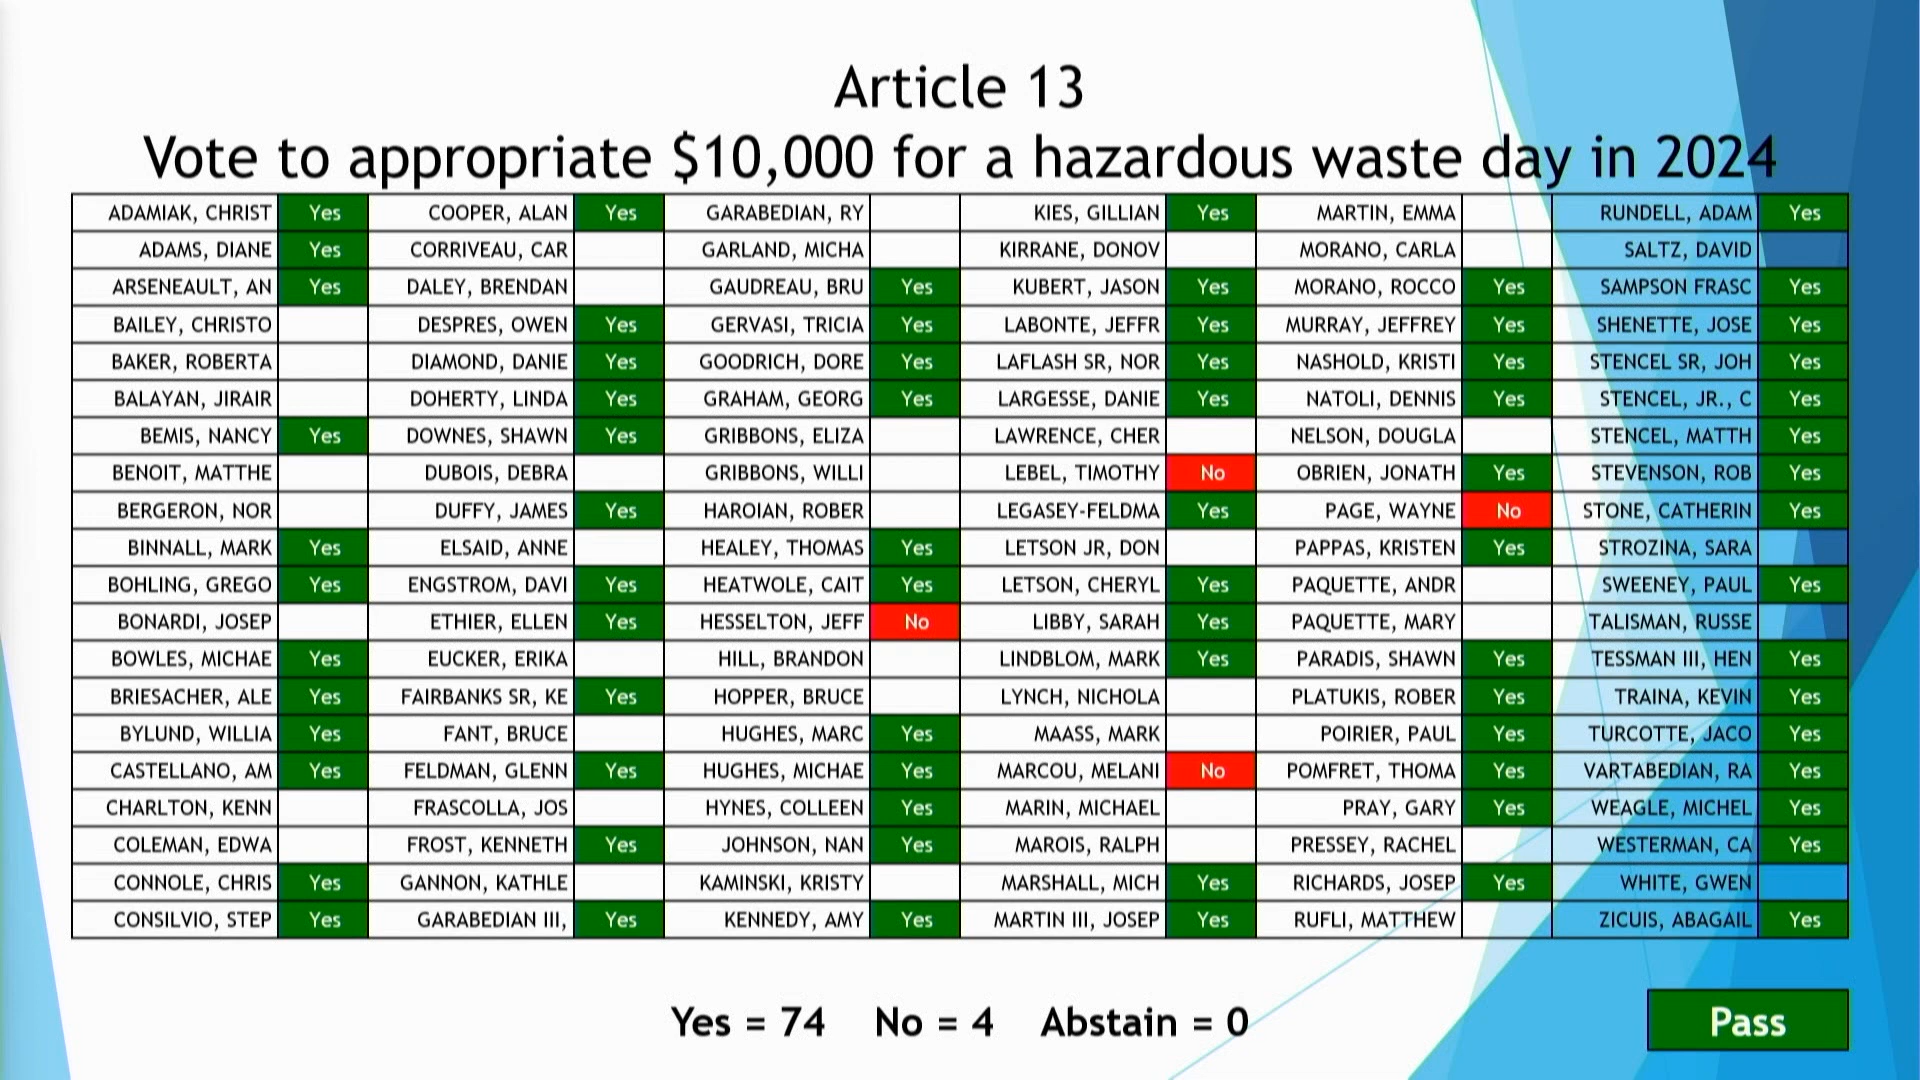 Article 13
Vote to appropriate $10,000 for a hazardous waste day in 2024
ADAMIAK, CHRIST Yes COOPER, ALAN Yes GARABEDIAN, RY KIES, GILLIAN Yes MARTIN, EMMA RUNDELL, ADAM Yes
ADAMS, DIANE Yes CORRIVEAU, CAR GARLAND, MICHA KIRRANE, DONOV MORANO, CARLA SALTZ, DAVID
ARSENEAULT, AN Yes DALEY, BRENDAN GAUDREAU, BRU Yes KUBERT, JASON Yes MORANO, ROCCO Yes SAMPSON FRASC Yes
BAILEY, CHRISTO DESPRES, OWEN Yes GERVASI, TRICIA Yes LABONTE, JEFFR Yes MURRAY, JEFFREY Yes SHENETTE, JOSE Yes
BAKER, ROBERTA DIAMOND, DANIE Yes GOODRICH, DORE Yes LAFLASH SR, NOR Yes NASHOLD, KRISTI Yes STENCEL SR, JOH Yes
BALAYAN, JIRAIR DOHERTY, LINDA Yes GRAHAM, GEORG Yes LARGESSE, DANIE Yes NATOLI, DENNIS Yes STENCEL, JR., C Yes
BEMIS, NANCY Yes DOWNES, SHAWN Yes GRIBBONS, ELIZA LAWRENCE, CHER NELSON, DOUGLA STENCEL, MATTH Yes
BENOIT, MATTHE DUBOIS, DEBRA GRIBBONS, WILLI LEBEL, TIMOTHY No OBRIEN, JONATH Yes STEVENSON, ROB Yes
BERGERON, NOR DUFFY, JAMES Yes HAROIAN, ROBER LEGASEY-FELDMA Yes PAGE, WAYNE No STONE, CATHERIN Yes
BINNALL, MARK Yes ELSAID, ANNE HEALEY, THOMAS Yes LETSON JR, DON PAPPAS, KRISTEN Yes STROZINA, SARA
BOHLING, GREGO Yes ENGSTROM, DAVI Yes HEATWOLE, CAIT Yes LETSON, CHERYL Yes PAQUETTE, ANDR SWEENEY, PAUL Yes
BONARDI, JOSEP ETHIER, ELLEN Yes HESSELTON, JEFF No LIBBY, SARAH Yes PAQUETTE, MARY TALISMAN, RUSSE
BOWLES, MICHAE Yes EUCKER, ERIKA HILL, BRANDON LINDBLOM, MARK Yes PARADIS, SHAWN Yes TESSMAN III, HEN Yes
BRIESACHER, ALE Yes FAIRBANKS SR, KE Yes HOPPER, BRUCE LYNCH, NICHOLA PLATUKIS, ROBER Yes TRAINA, KEVIN Yes
BYLUND, WILLIA Yes FANT, BRUCE HUGHES, MARC Yes MAASS, MARK POIRIER, PAUL Yes TURCOTTE, JACO Yes
CASTELLANO, AM Yes FELDMAN, GLENN Yes HUGHES, MICHAE Yes MARCOU, MELANI No POMFRET, THOMA Yes VARTABEDIAN, RA Yes
CHARLTON, KENN FRASCOLLA, JOS HYNES, COLLEEN Yes MARIN, MICHAEL PRAY, GARY Yes WEAGLE, MICHEL Yes
COLEMAN, EDWA FROST, KENNETH Yes JOHNSON, NAN Yes MAROIS, RALPH PRESSEY, RACHEL WESTERMAN, CA Yes
CONNOLE, CHRIS Yes GANNON, KATHLE KAMINSKI, KRISTY MARSHALL, MICH Yes RICHARDS, JOSEP Yes WHITE, GWEN
CONSILVIO, STEP Yes GARABEDIAN III, Yes KENNEDY, AMY Yes MARTIN III, JOSEP Yes RUFLI, MATTHEW ZICUIS, ABAGAIL Yes
Yes = 74 No = 4 Abstain = 0
Pass